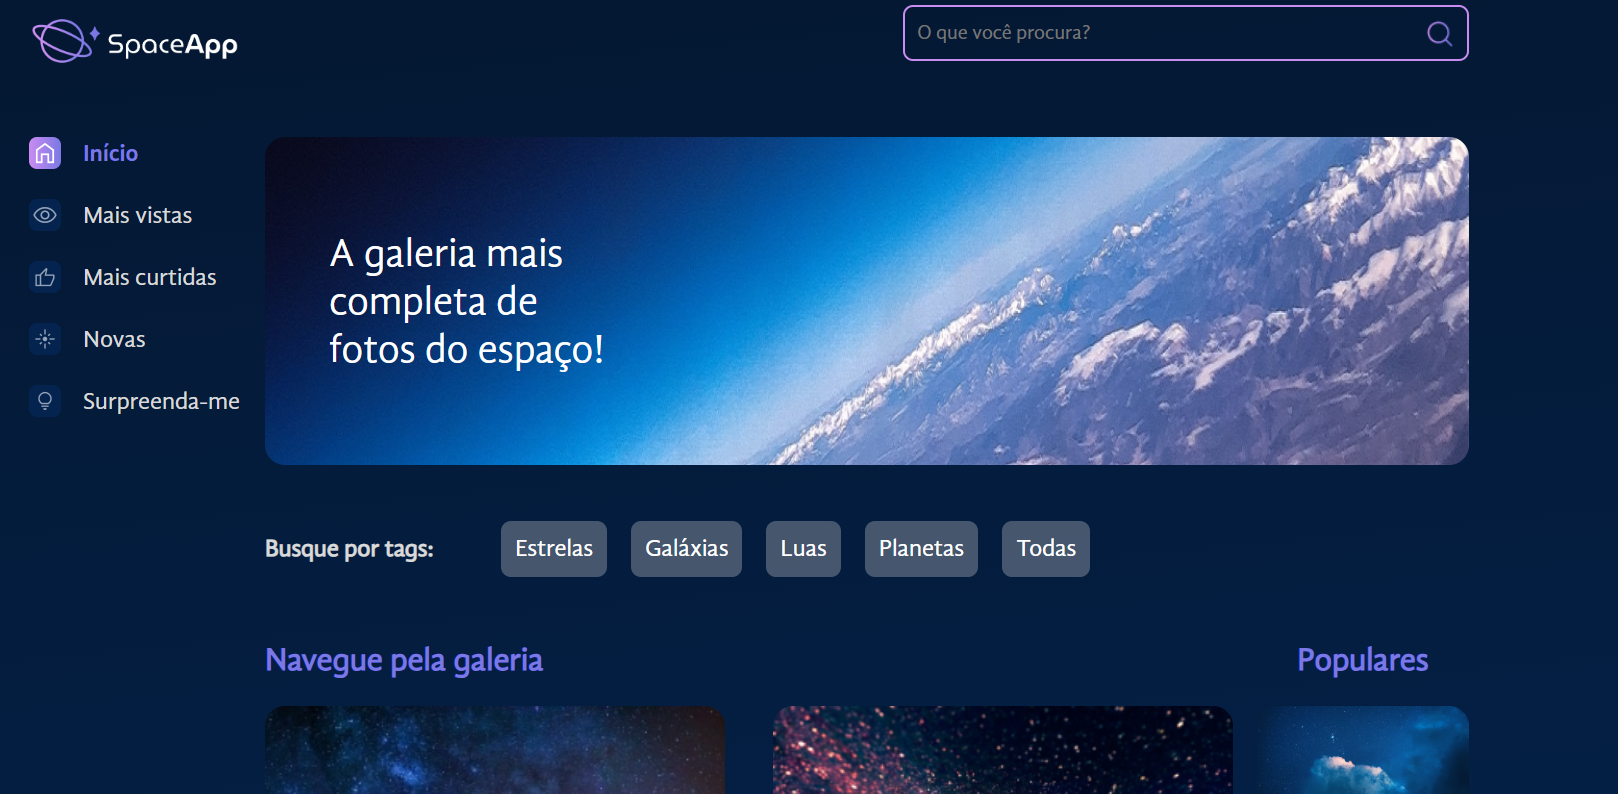 SpaceApp
O que você procura?
Início
Mais vistas
Mais curtidas
Novas
Surpreenda-me
A galeria mais
completa de
fotos do espaço!
Busque por tags:
Estrelas
Galáxias
Luas
Planetas
Todas
Navegue pela galeria
Populares